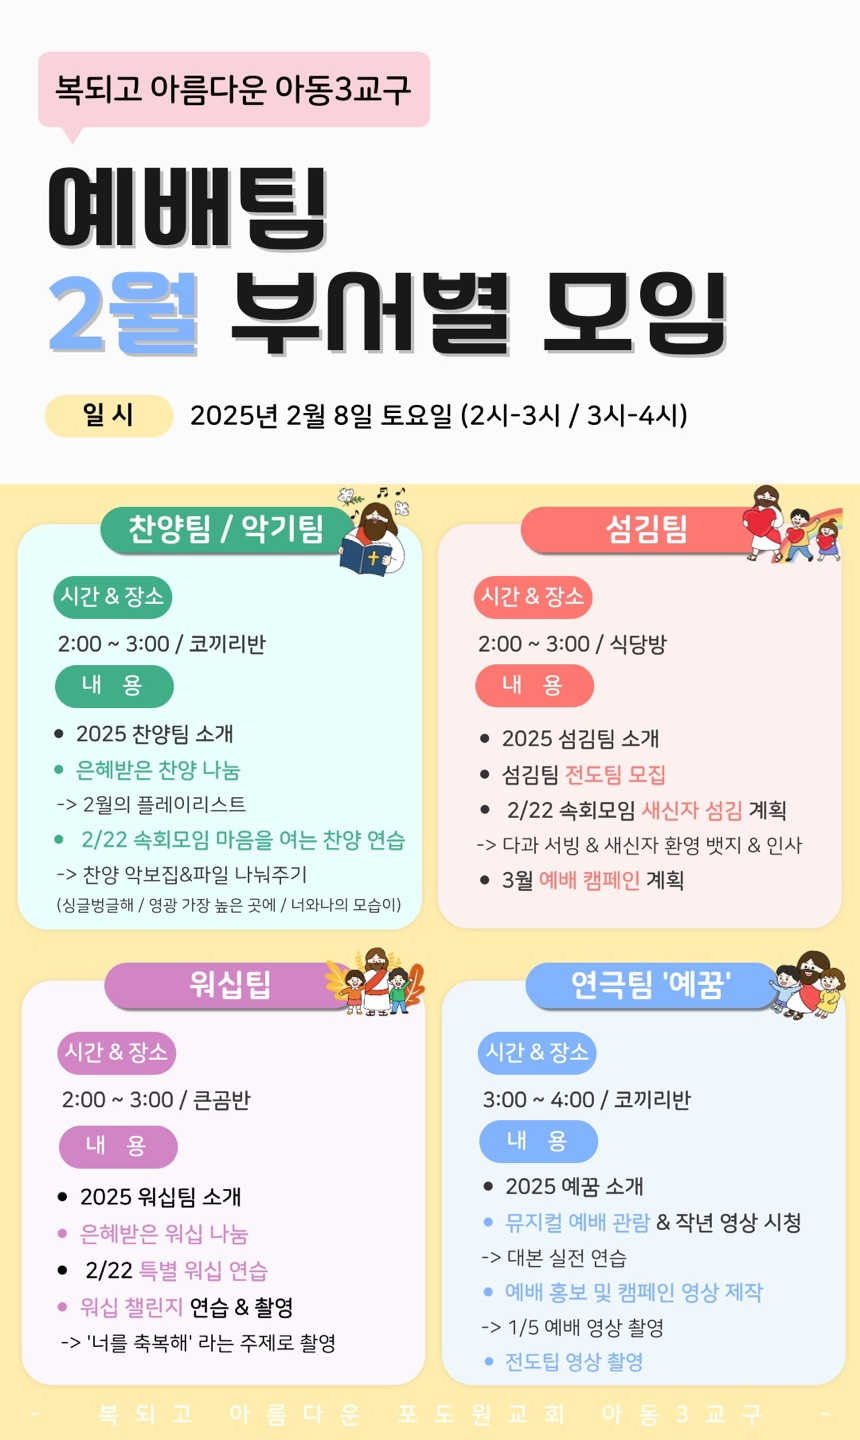 복되고 아름다운 아동3교구
예배팀
2월 부서별 모임
일 시 2025년 2월 8일 토요일 (2시-3시 / 3시-4시)
찬양팀 / 악기팀
시간 & 장소
2:00 ~ 3:00 / 코끼리반
내 용
• 2025 찬양팀 소개
• 은혜받은 찬양 나눔
-> 2월의 플레이리스트
• 2/22 속회모임 마음을 여는 찬양 연습
-> 찬양 악보집&파일 나눠주기
(싱글벙글해 / 영광 가장 높은 곳에 / 너와나의 모습이)
섬김팀
시간 & 장소
2:00 ~ 3:00 / 식당방
내 용
• 2025 섬김팀 소개
• 섬김팀 전도팀 모집
• 2/22 속회모임 새신자 섬김 계획
-> 다과 서빙 & 새신자 환영 뱃지 & 인사
• 3월 예배 캠페인 계획
워십팁
시간 & 장소
2:00 ~ 3:00 / 큰곰반
내 용
• 2025 워십팀 소개
• 은혜받은 워십 나눔
• 2/22 특별 워십 연습
• 워십 챌린지 연습 & 촬영
-> '너를 축복해' 라는 주제로 촬영
연극팀 '예꿈'
시간 & 장소
3:00 ~ 4:00 / 코끼리반
내 용
• 2025 예꿈 소개
• 뮤지컬 예배 관람 & 작년 영상 시청
-> 대본 실전 연습
• 예배 홍보 및 캠페인 영상 제작
-> 1/5 예배 영상 촬영
• 전도팁 영상 촬영
- 복되고 아름다운 포도원교회 아동3교구 -